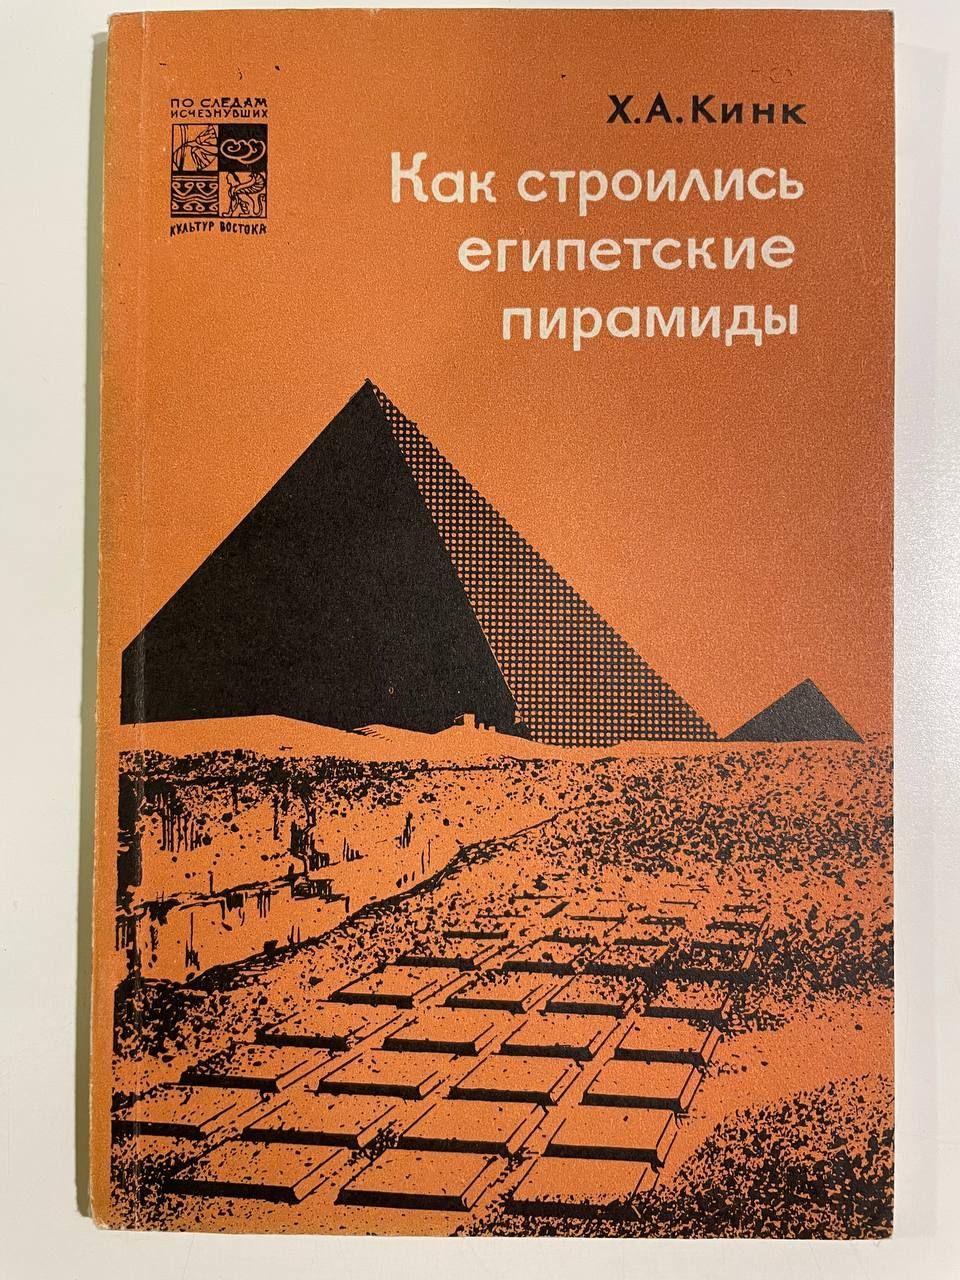 ПО СЛЕДАМ
ИСЧЕЗНУВШИХ
КУЛЬТУР ВОСТОКА
Х.А.Кинк
Как строились
египетские
пирамиды